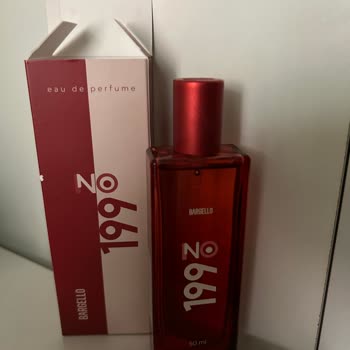 eau de perfume
NO
199
BARGELLO
BARGELLO
NO
199
50 ml